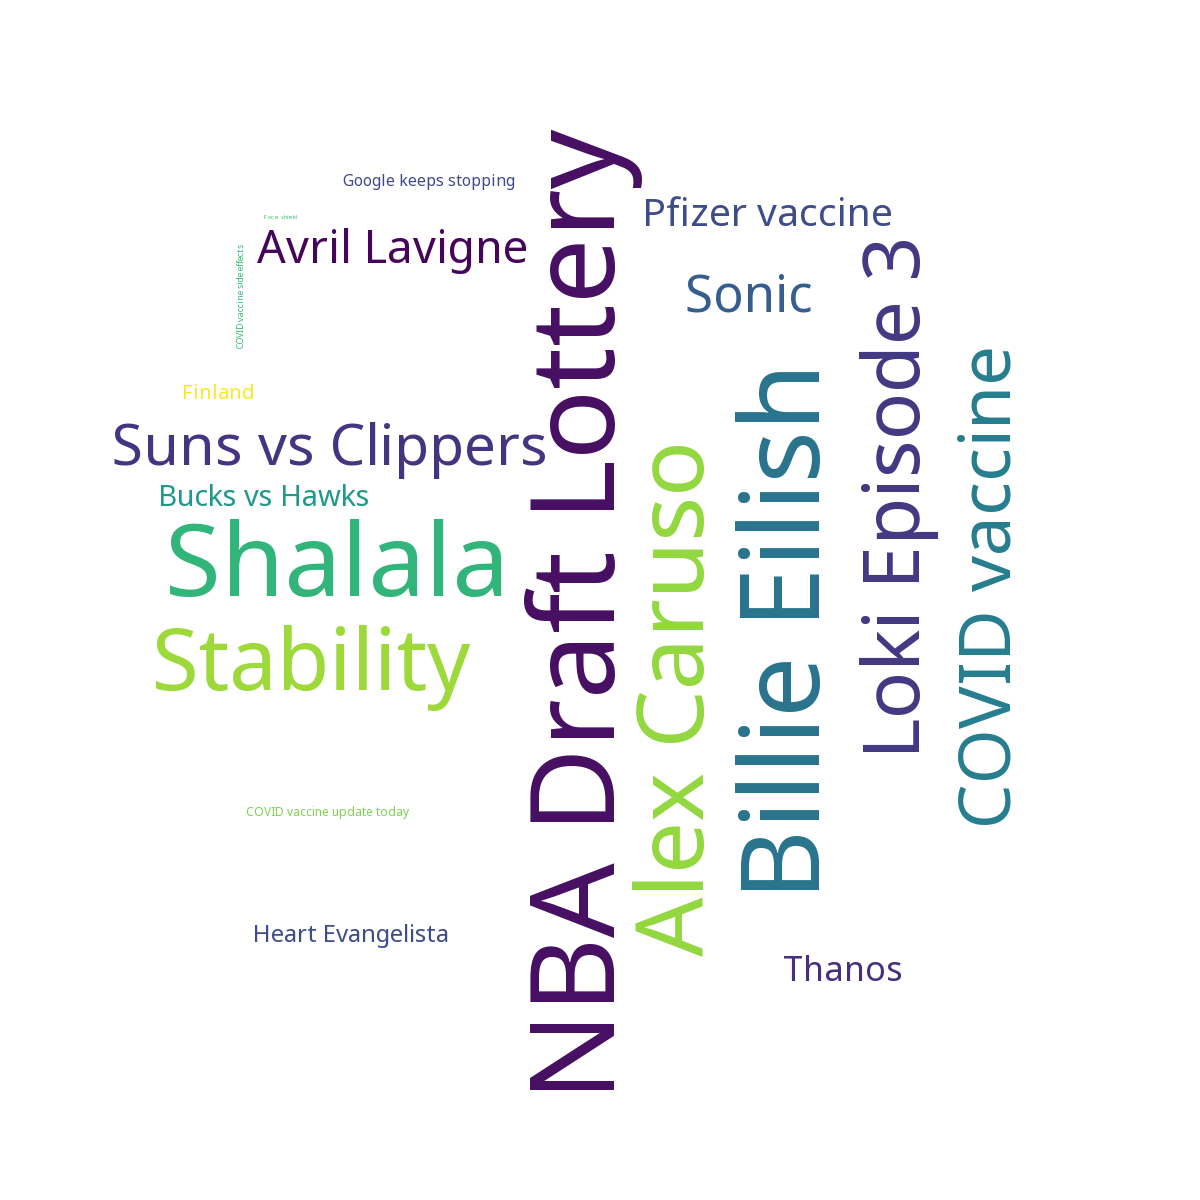 Google keeps stopping
Face shield
Avril Lavigne
COVID vaccine side effects
Finland
Suns vs Clippers
Bucks vs Hawks
Shalala
Stability
COVID vaccine update today
Heart Evangelista
NBA Draft Lottery
Alex Caruso
Billie Eilish
Pfizer vaccine
Sonic
Loki Episode 3
COVID vaccine
Thanos